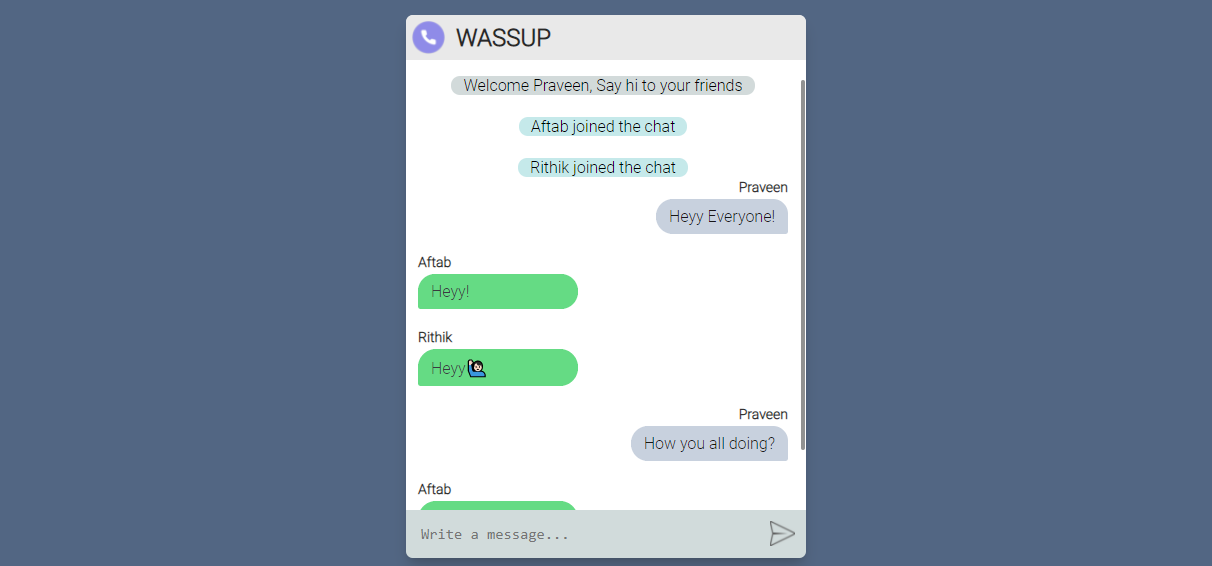 WASSUP
Welcome Praveen, Say hi to your friends
Aftab joined the chat
Rithik joined the chat
Praveen
Heyy Everyone!
Aftab
Heyy!
Rithik
Heyy🙋🏻
Praveen
How you all doing?
Aftab
Write a message...